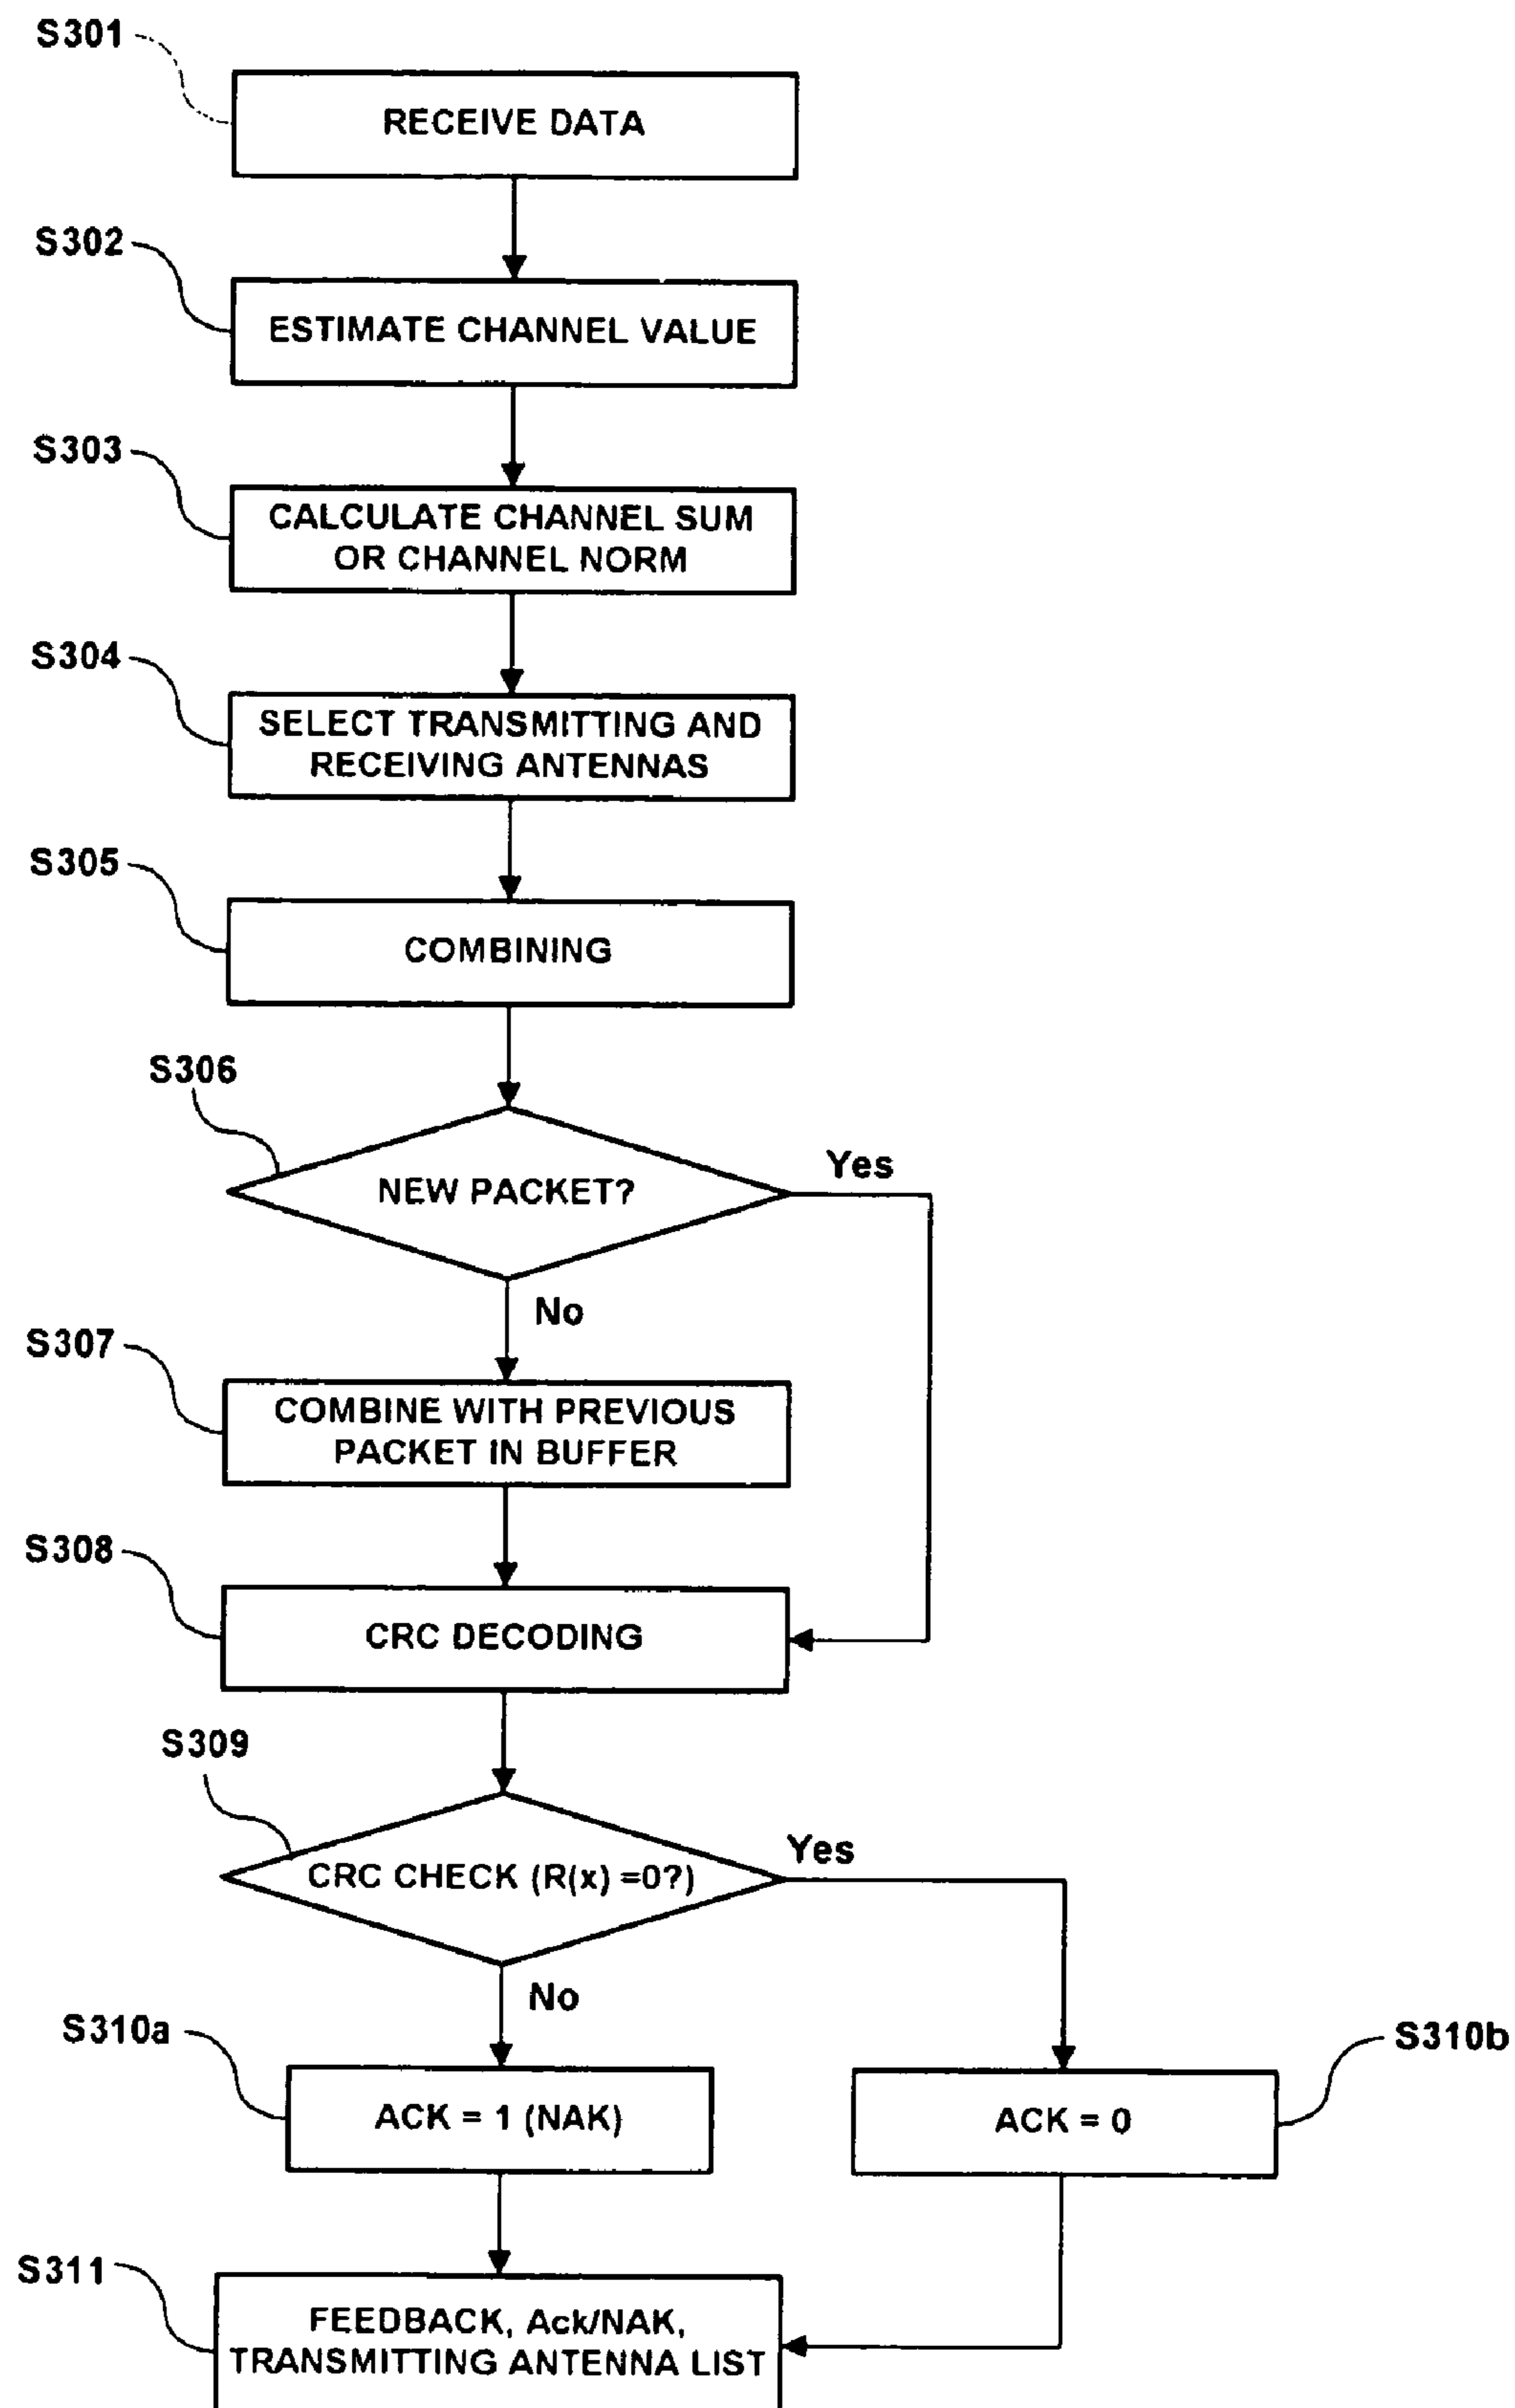 S301
RECEIVE DATA
S302
ESTIMATE CHANNEL VALUE
S303
CALCULATE CHANNEL SUM
OR CHANNEL NORM
S304
SELECT TRANSMITTING AND
RECEIVING ANTENNAS
S305
COMBINING
S306
NEW PACKET?
Yes
No
S307
COMBINE WITH PREVIOUS
PACKET IN BUFFER
S308
CRC DECODING
S309
CRC CHECK (R(x) =0?)
Yes
No
S310a
ACK = 1 (NAK)
S310b
ACK = 0
S311
FEEDBACK, Ack/NAK,
TRANSMITTING ANTENNA LIST